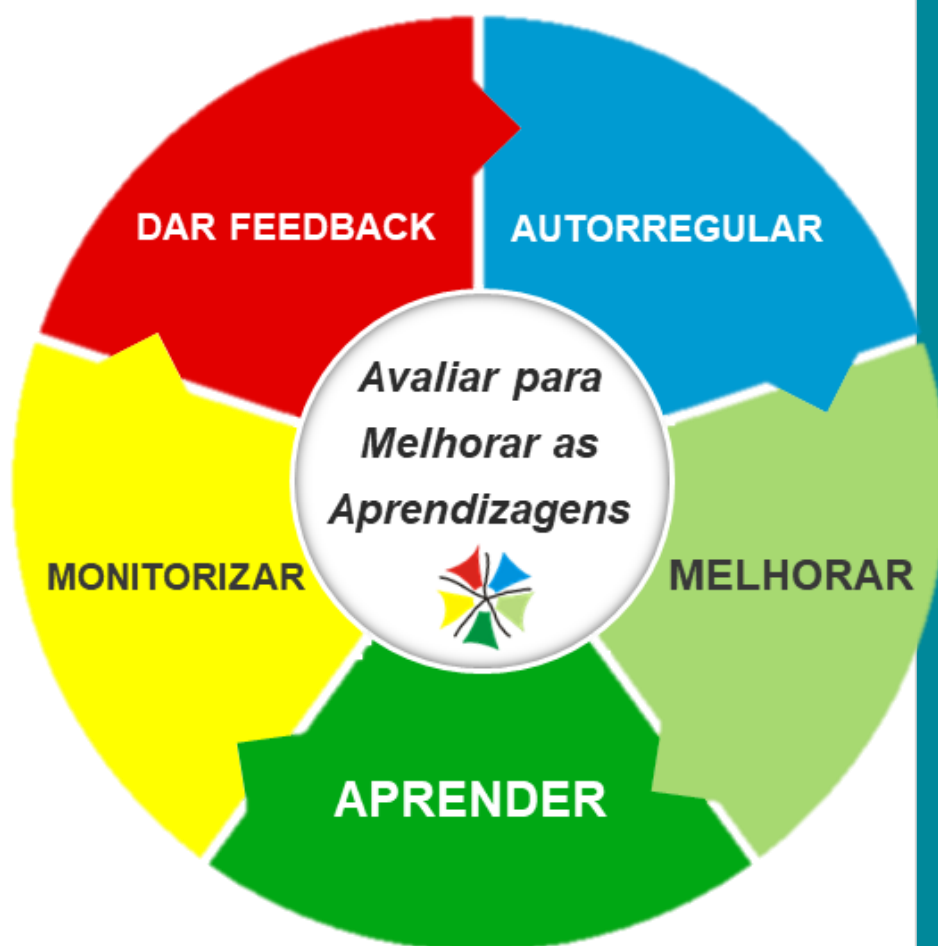 DAR FEEDBACK
AUTORREGULAR
Avaliar para
Melhorar as
Aprendizagens
MONITORIZAR
MELHORAR
APRENDER